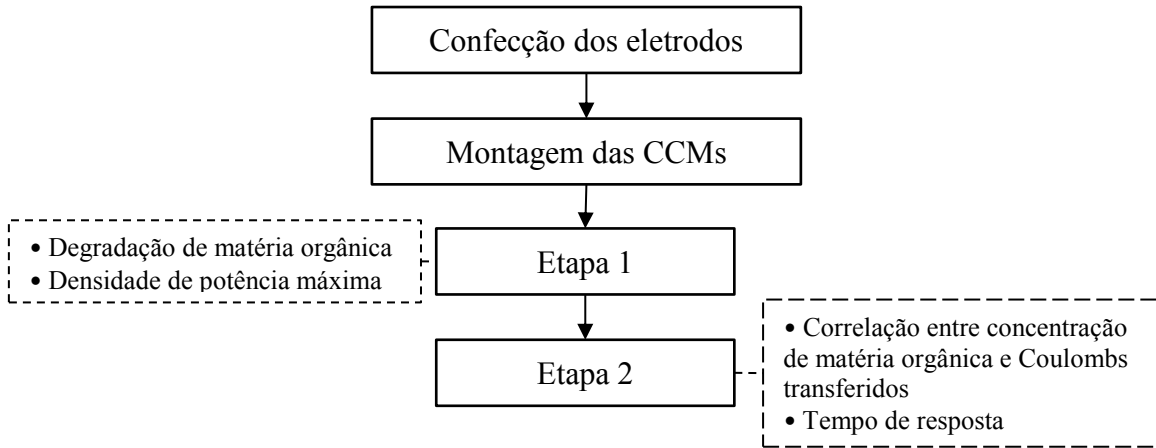 Confecção dos eletrodos
Montagem das CCMs
• Degradação de matéria orgânica
• Densidade de potência máxima
Etapa 1
Etapa 2
• Correlação entre concentração
de matéria orgânica e Coulombs
transferidos
• Tempo de resposta